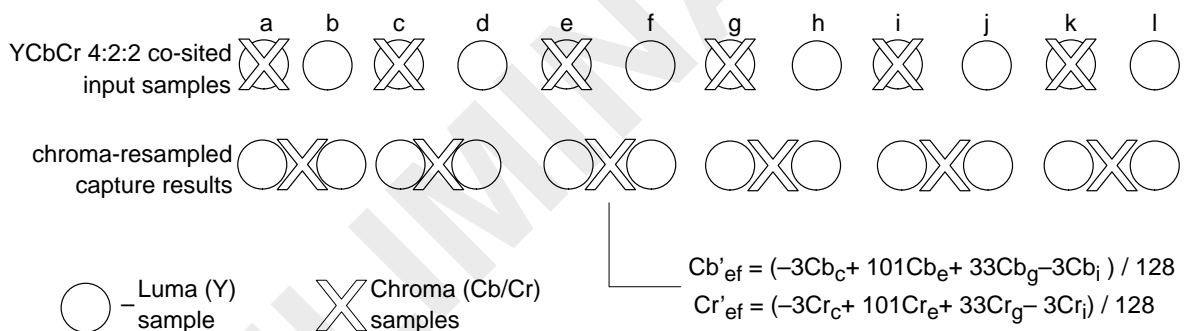 a b c d e f g h i j k l
YCbCr 4:2:2 co-sited
input samples
chroma-resampled
capture results
Cb’ef = (–3Cbc+ 101Cbe+ 33Cbg–3Cbi ) / 128
Cr’ef = (–3Crc+ 101Cre+ 33Crg– 3Cri) / 128
– Luma (Y)
sample
Chroma (Cb/Cr)
samples